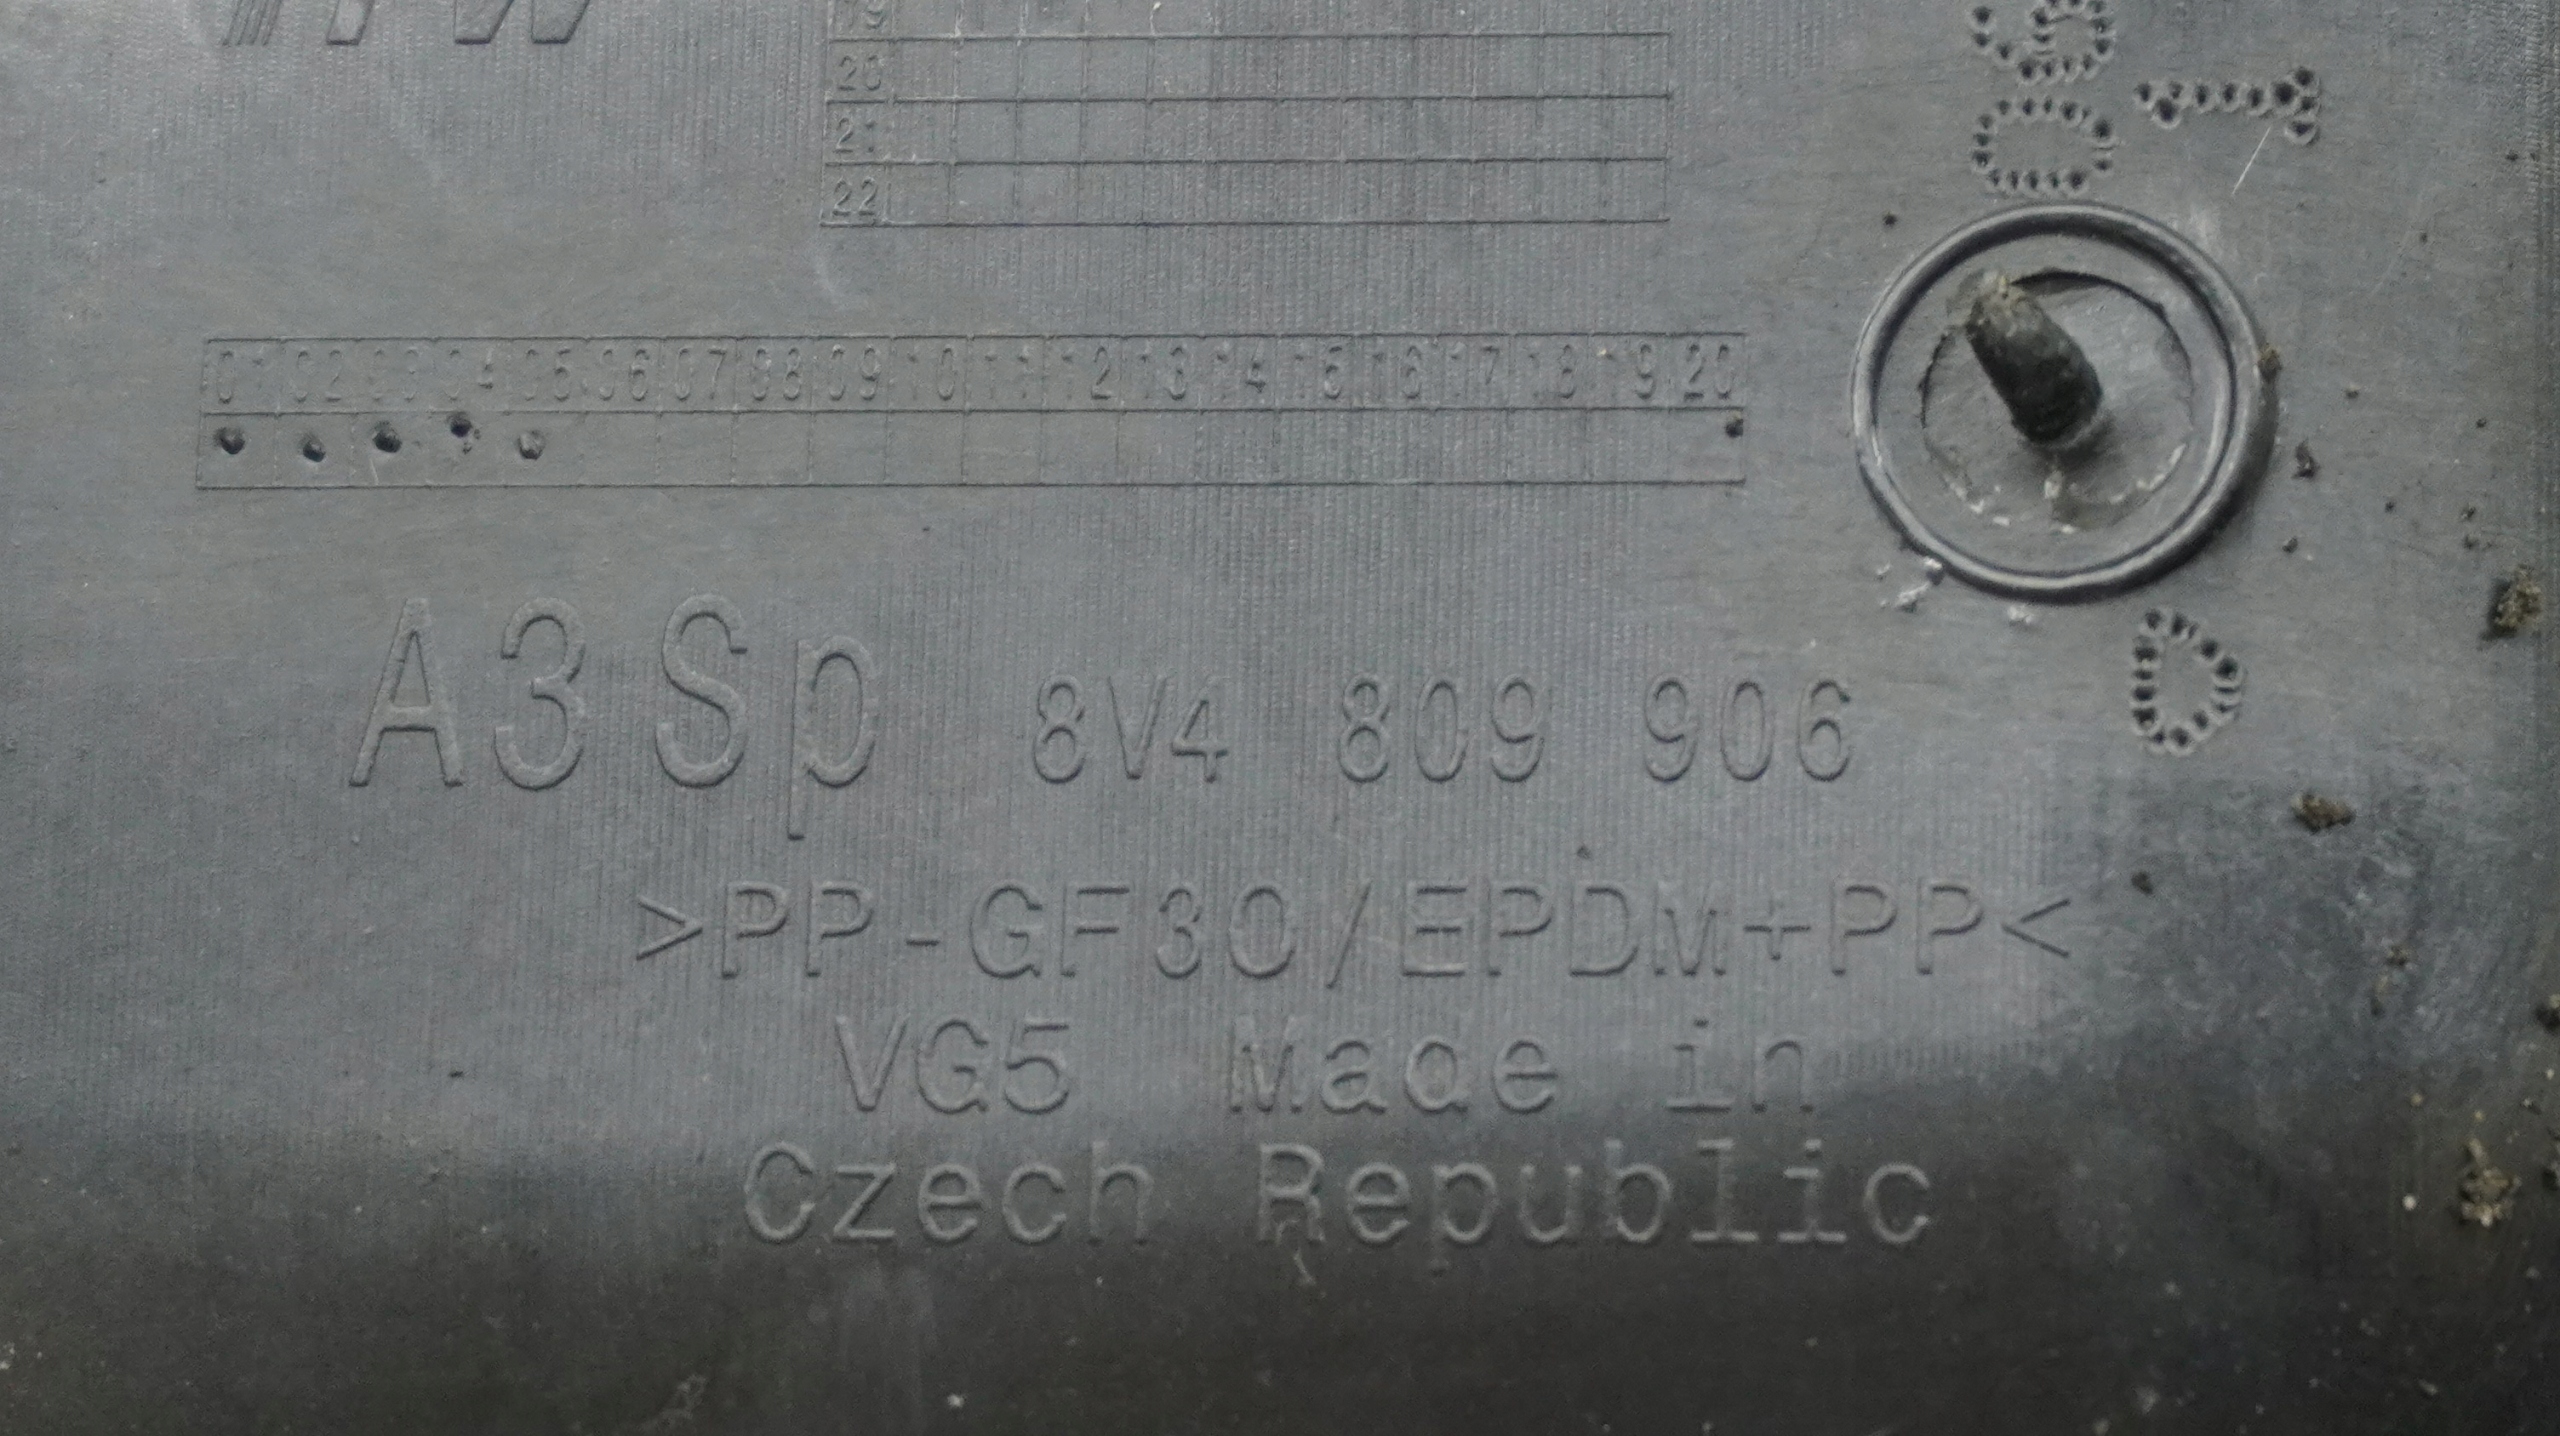 19
20
21
22
01 02 03 04 05 06 07 08 09 10 11 12 13 14 15 16 17 18 19 20
A3 Sp 8V4 809 906
>PP-GF30/EPDM+PP<
VG5 Made in
Czech Republic